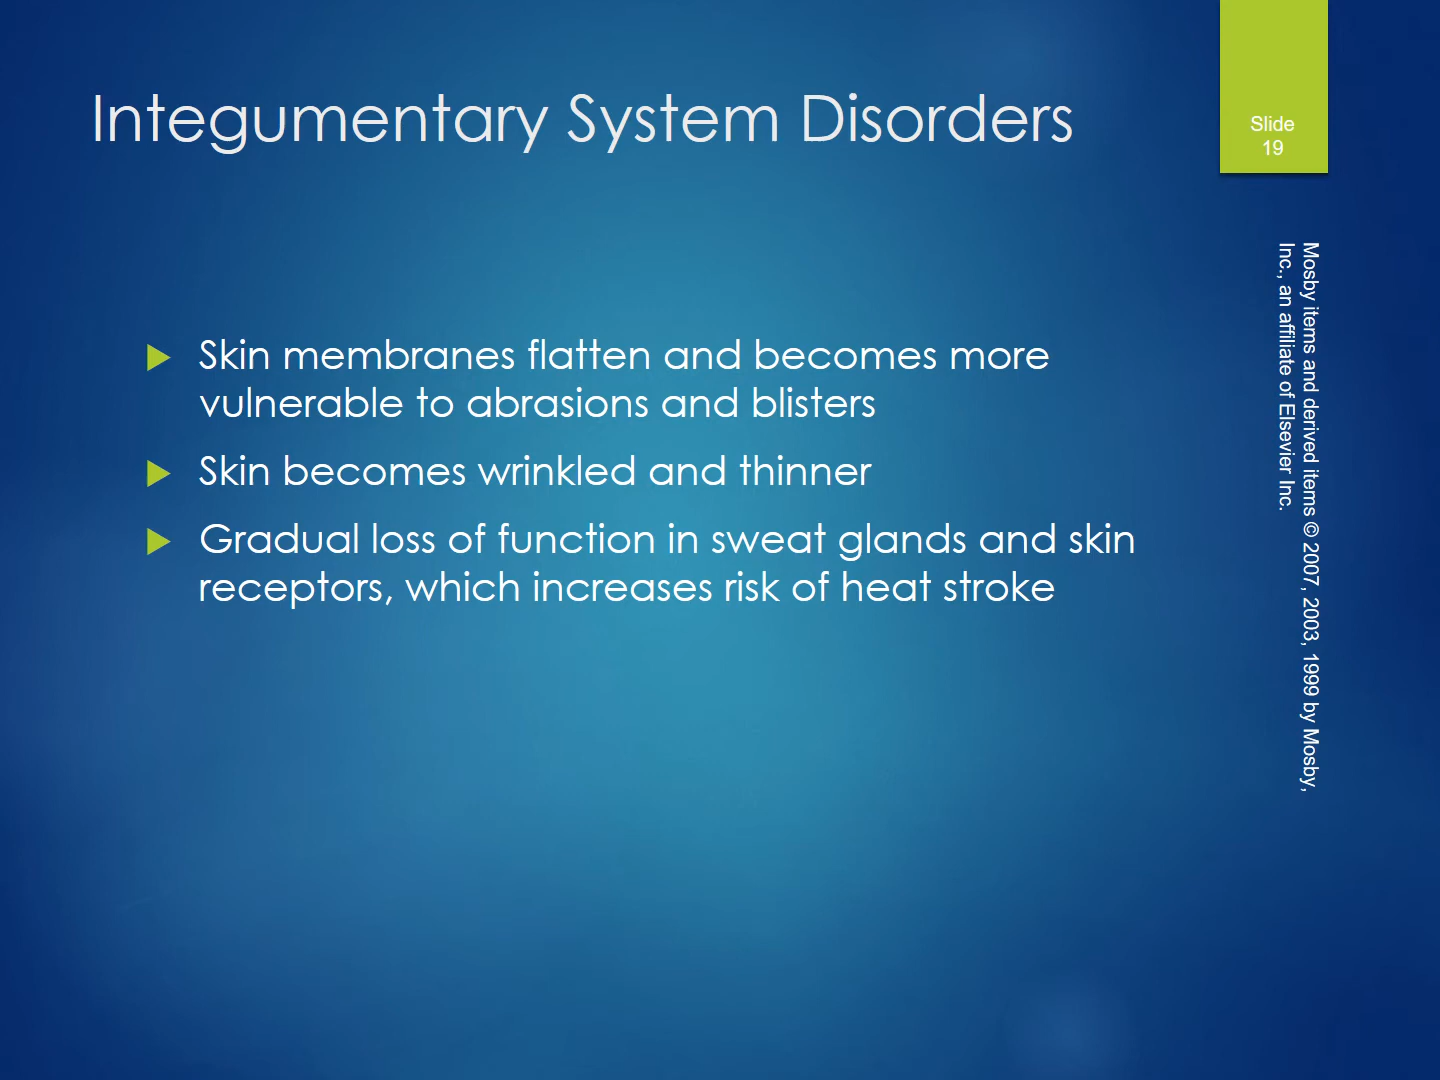 Integumentary System Disorders
Slide
19
Skin membranes flatten and becomes more
vulnerable to abrasions and blisters
Skin becomes wrinkled and thinner
Gradual loss of function in sweat glands and skin
receptors, which increases risk of heat stroke
Mosby items and derived items © 2007, 2003, 1999 by Mosby,
Inc., an affiliate of Elsevier Inc.